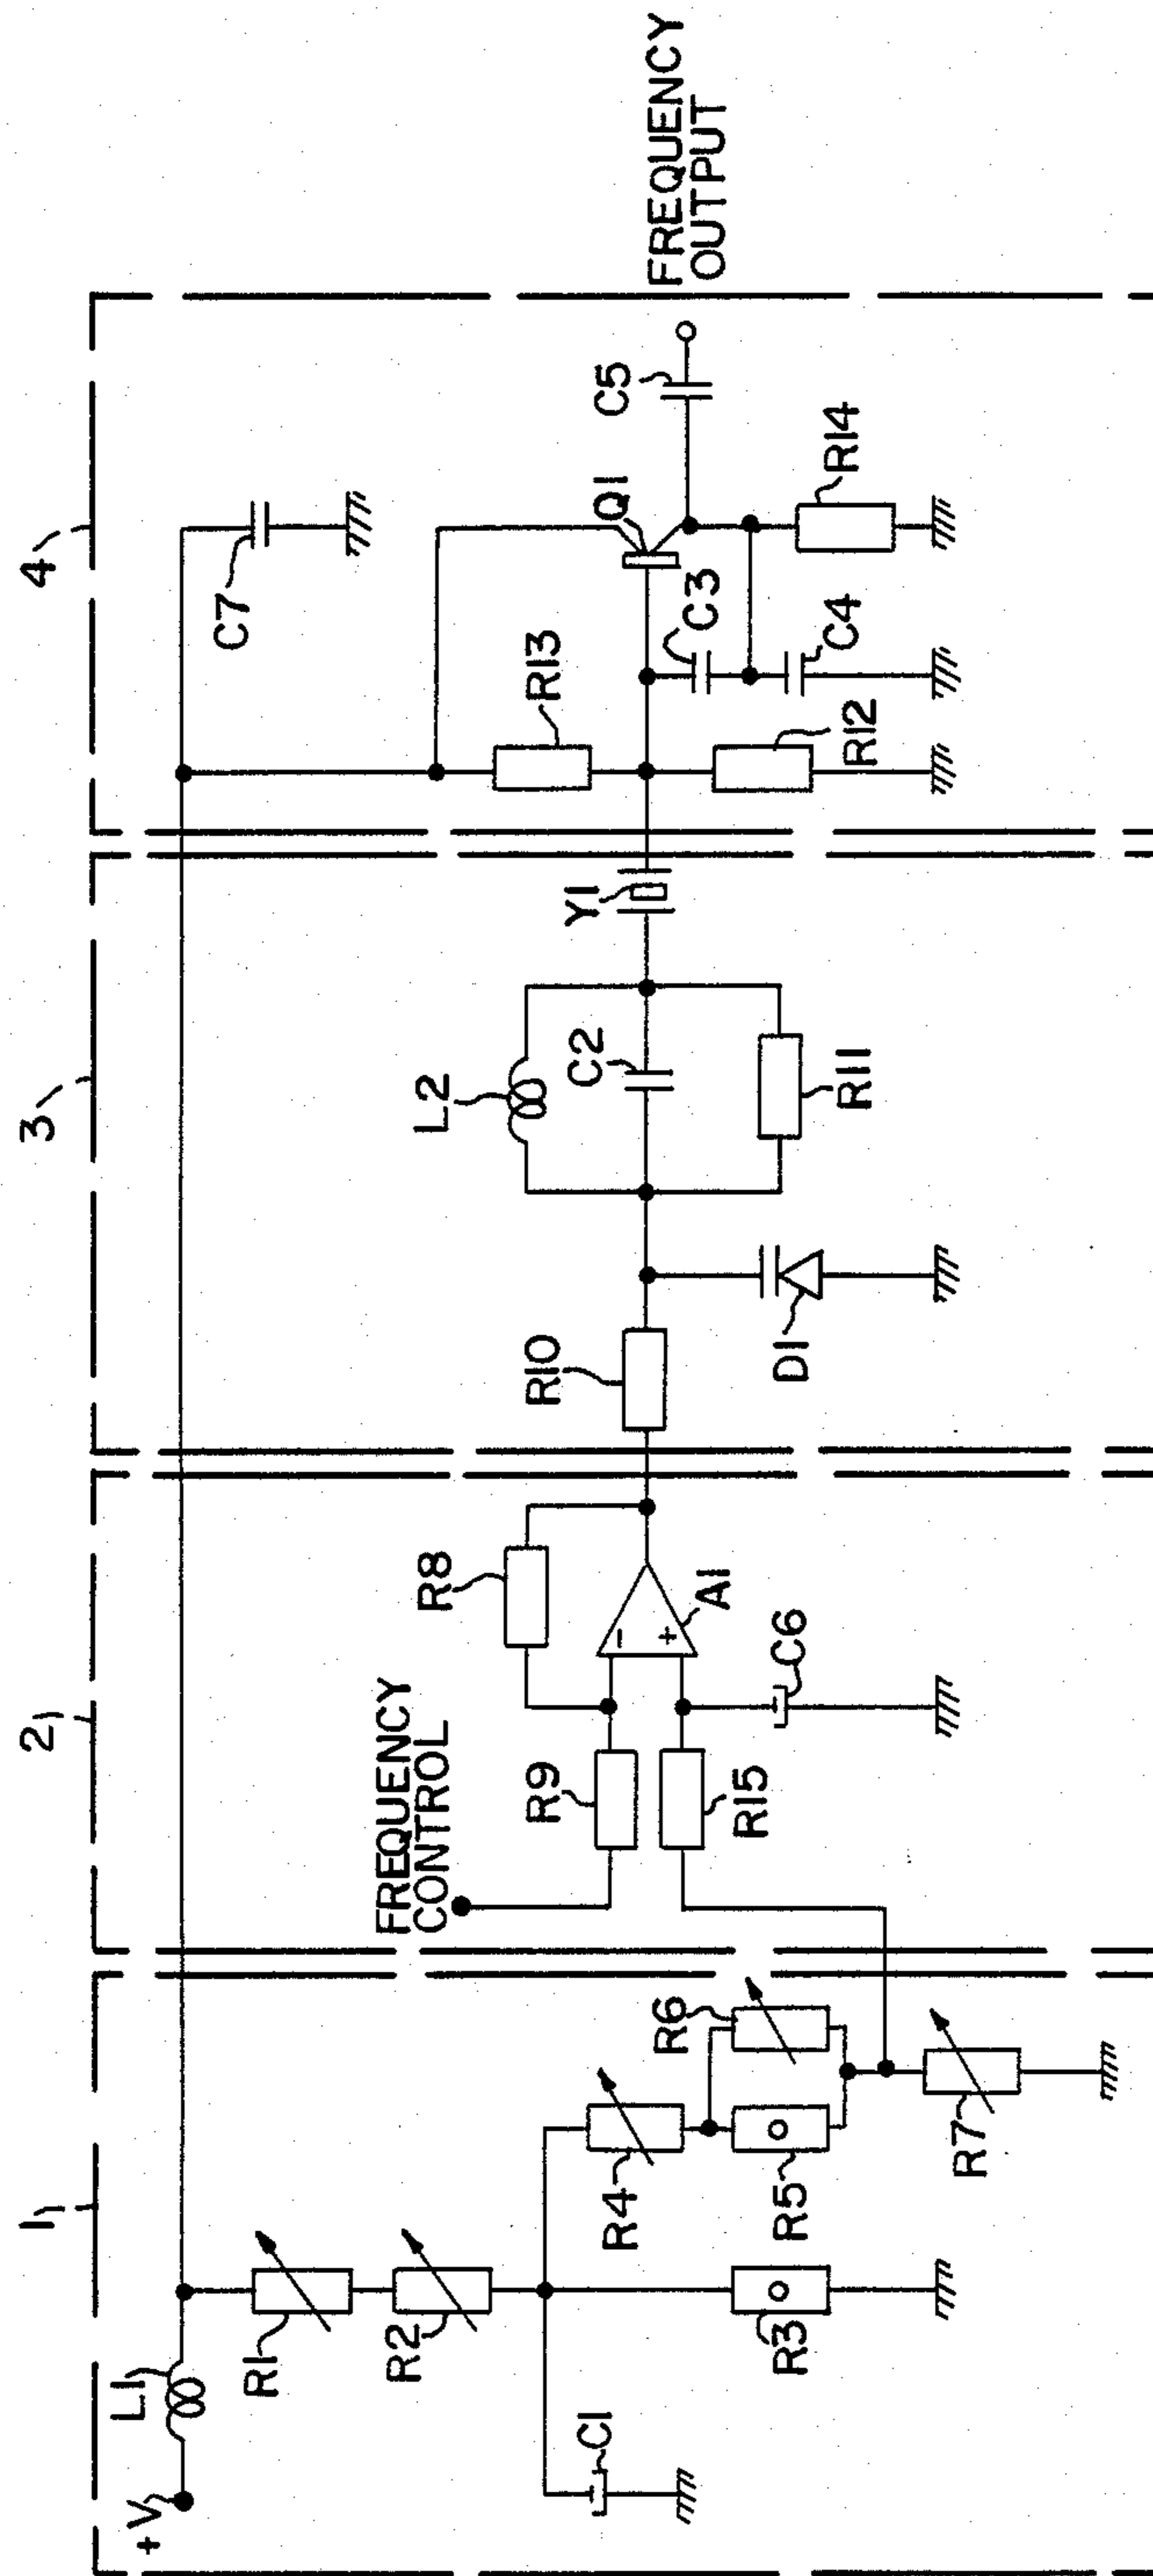 1
2
3
4
+V
L1
R1
R2
C1
R3
R4
R5
R6
R7
FREQUENCY
CONTROL
R9
R15
R8
-
+
A1
C6
R10
D1
L2
C2
R11
Y1
R13
R12
C7
Q1
C3
C4
C5
R14
FREQUENCY
OUTPUT